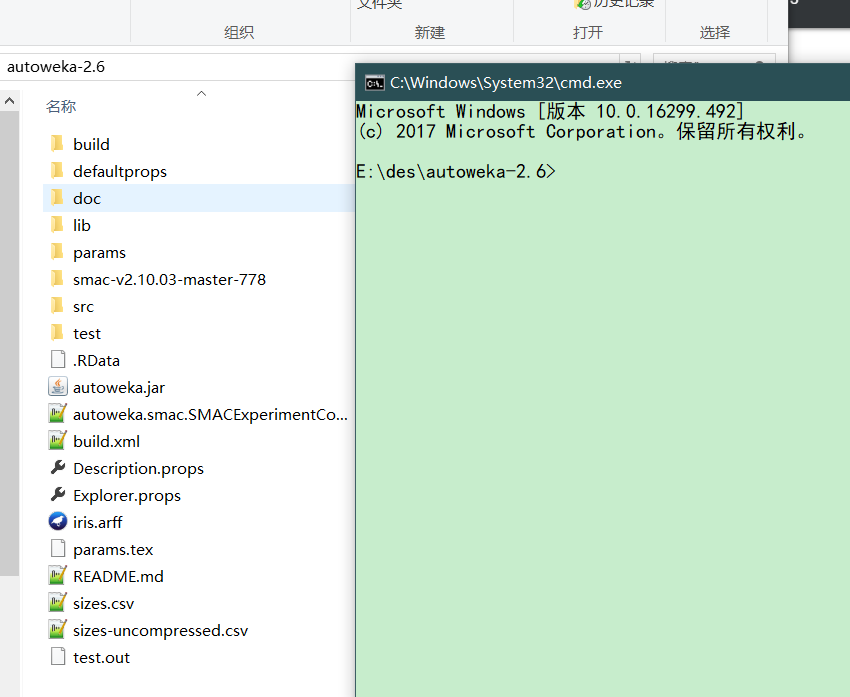 文件夹
历史记录
组织
新建
打开
选择
autoweka-2.6
名称
build
defaultprops
doc
lib
params
smac-v2.10.03-master-778
src
test
.RData
autoweka.jar
autoweka.smac.SMACExperimentCo...
build.xml
Description.props
Explorer.props
iris.arff
params.tex
README.md
sizes.csv
sizes-uncompressed.csv
test.out
C:\Windows\System32\cmd.exe
Microsoft Windows [版本 10.0.16299.492]
(c) 2017 Microsoft Corporation。保留所有权利。
E:\des\autoweka-2.6>